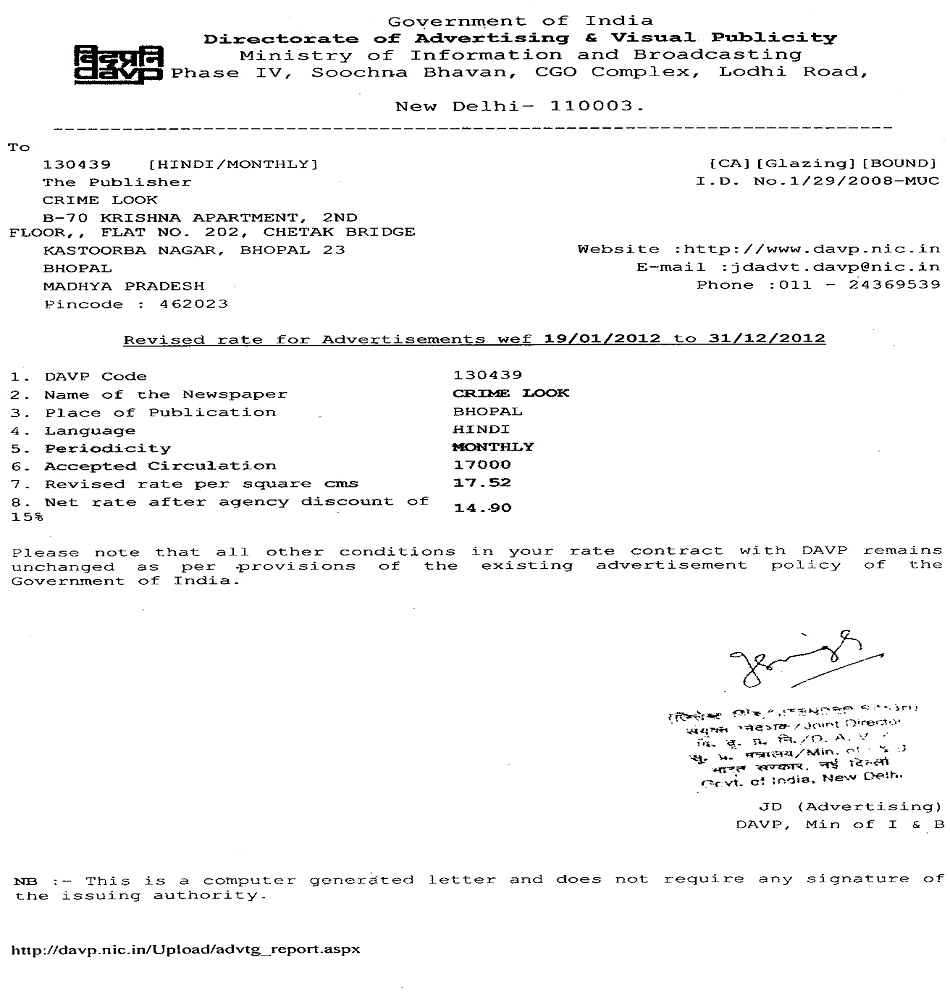 Government of India
Directorate of Advertising & Visual Publicity
विदृप्रनि
davp
Ministry of Information and Broadcasting
Phase IV, Soochna Bhavan, CGO Complex, Lodhi Road,
New Delhi- 110003.
To
130439 [HINDI/MONTHLY] [CA][Glazing][BOUND]
The Publisher I.D. No.1/29/2008-MUC
CRIME LOOK
B-70 KRISHNA APARTMENT, 2ND
FLOOR,, FLAT NO. 202, CHETAK BRIDGE
KASTOORBA NAGAR, BHOPAL 23 Website :http://www.davp.nic.in
BHOPAL E-mail :jdadvt.davp@nic.in
MADHYA PRADESH Phone :011 - 24369539
Pincode : 462023
Revised rate for Advertisements wef 19/01/2012 to 31/12/2012
1. DAVP Code 130439
2. Name of the Newspaper CRIME LOOK
3. Place of Publication BHOPAL
4. Language HINDI
5. Periodicity MONTHLY
6. Accepted Circulation 17000
7. Revised rate per square cms 17.52
8. Net rate after agency discount of 14.90
15%
Please note that all other conditions in your rate contract with DAVP remains
unchanged as per provisions of the existing advertisement policy of the
Government of India.
/Joint Director
वि. दृ. प्र. नि./D. A. V.
सू. प्र. मंत्रालय/Min. of
भारत सरकार, नई दिल्ली
Govt. of India, New Delhi.
JD (Advertising)
DAVP, Min of I & B
NB :- This is a computer generated letter and does not require any signature of
the issuing authority.
http://davp.nic.in/Upload/advtg_report.aspx